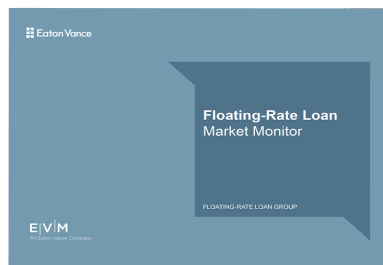 Eaton Vance
Floating-Rate Loan
Market Monitor
FLOATING-RATE LOAN GROUP
E|V|M
An Eaton Vance Company